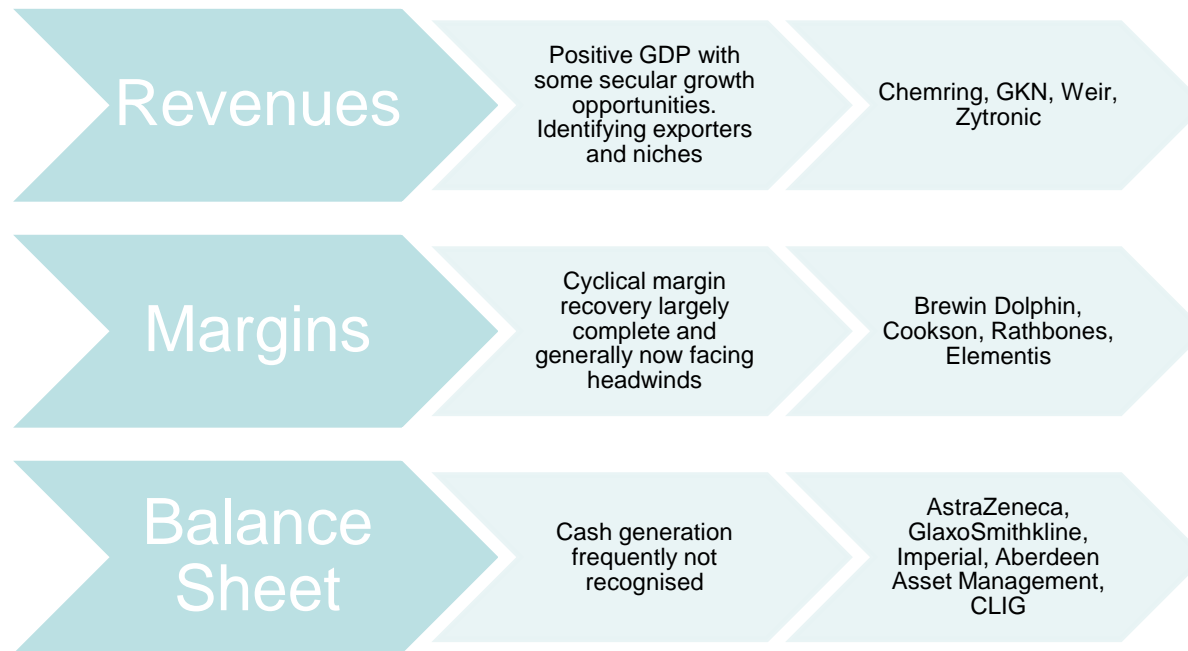 Revenues
Positive GDP with
some secular growth
opportunities.
Identifying exporters
and niches
Chemring, GKN, Weir,
Zytronic
Margins
Cyclical margin
recovery largely
complete and
generally now facing
headwinds
Brewin Dolphin,
Cookson, Rathbones,
Elementis
Balance
Sheet
Cash generation
frequently not
recognised
AstraZeneca,
GlaxoSmithkline,
Imperial, Aberdeen
Asset Management,
CLIG